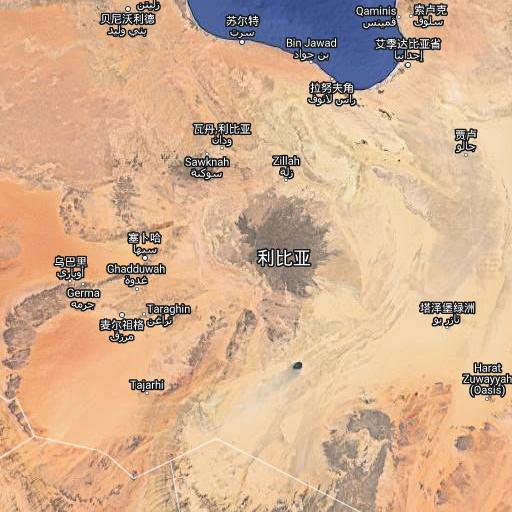 زليتن
贝尼沃利德
بني وليد
苏尔特
سرت
Qaminis
قمينس
索卢克
سلوق
Bin Jawad
بن جواد
艾季达比亚省
إجدابيا
拉努夫角
راس لانوف
贾卢
جالو
瓦丹,利比亚
ودان
Sawknah
سوكنة
Zillah
زلة
塞卜哈
سبها
利比亚
乌巴里
أوباري
Ghadduwah
غدوة
Germa
جرمه
Taraghin
تراغن
麦尔祖格
مرزق
塔泽堡绿洲
تازر بو
Tajarhi
Harat
Zuwayyah
(Oasis)